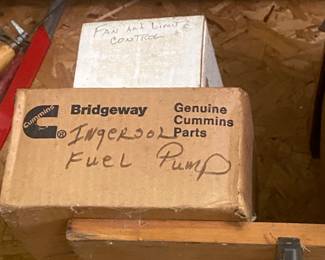 FAN and LIMIT
CONTROL
Cummins
®
Bridgeway
Genuine
Cummins
Parts
INgERSOL
FUEL Pump